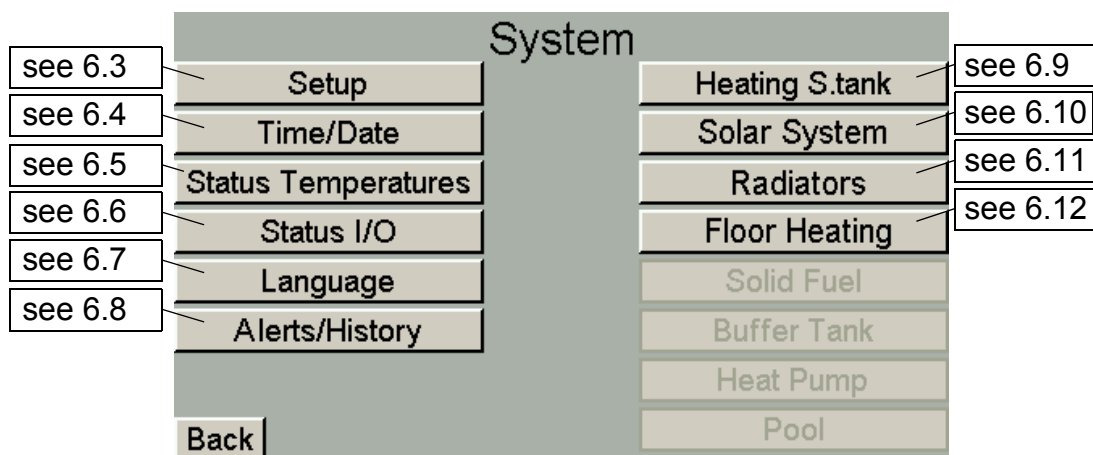 System
see 6.3
Setup
see 6.4
Time/Date
see 6.5
Status Temperatures
see 6.6
Status I/O
see 6.7
Language
see 6.8
Alerts/History
Back
Heating S.tank
see 6.9
Solar System
see 6.10
Radiators
see 6.11
Floor Heating
see 6.12
Solid Fuel
Buffer Tank
Heat Pump
Pool